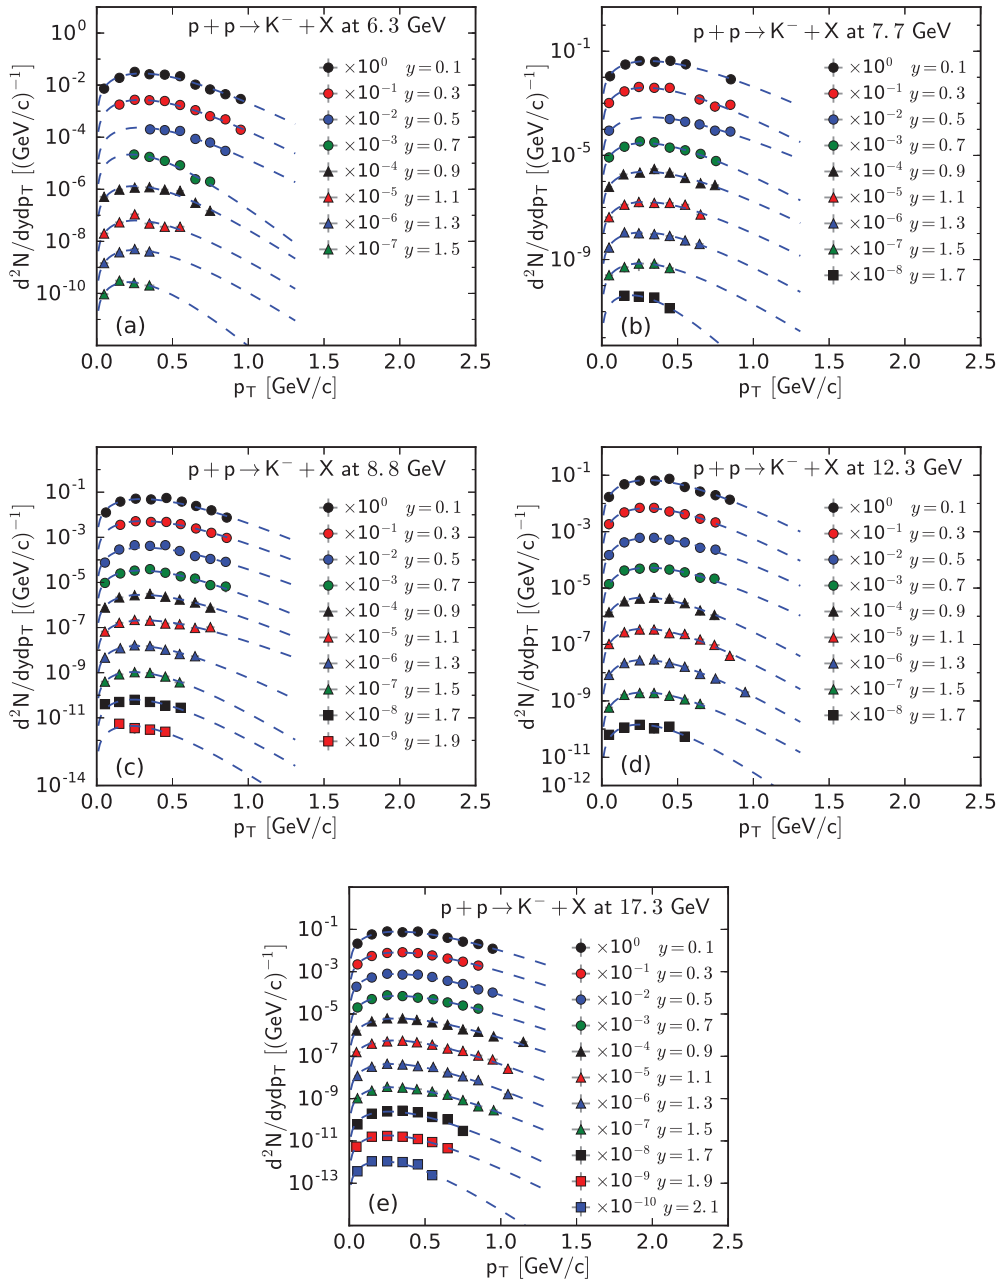 p + p → K⁻ + X at 6.3 GeV
d²N/dydp_T [(GeV/c)⁻¹]
10⁰
10⁻²
10⁻⁴
10⁻⁶
10⁻⁸
10⁻¹⁰
×10⁰ y = 0.1
×10⁻¹ y = 0.3
×10⁻² y = 0.5
×10⁻³ y = 0.7
×10⁻⁴ y = 0.9
×10⁻⁵ y = 1.1
×10⁻⁶ y = 1.3
×10⁻⁷ y = 1.5
(a)
0.0 0.5 1.0 1.5 2.0 2.5
p_T [GeV/c]
p + p → K⁻ + X at 7.7 GeV
d²N/dydp_T [(GeV/c)⁻¹]
10⁻¹
10⁻⁵
10⁻⁹
×10⁰ y = 0.1
×10⁻¹ y = 0.3
×10⁻² y = 0.5
×10⁻³ y = 0.7
×10⁻⁴ y = 0.9
×10⁻⁵ y = 1.1
×10⁻⁶ y = 1.3
×10⁻⁷ y = 1.5
×10⁻⁸ y = 1.7
(b)
0.0 0.5 1.0 1.5 2.0 2.5
p_T [GeV/c]
p + p → K⁻ + X at 8.8 GeV
d²N/dydp_T [(GeV/c)⁻¹]
10⁻¹
10⁻³
10⁻⁵
10⁻⁷
10⁻⁹
10⁻¹¹
10⁻¹⁴
×10⁰ y = 0.1
×10⁻¹ y = 0.3
×10⁻² y = 0.5
×10⁻³ y = 0.7
×10⁻⁴ y = 0.9
×10⁻⁵ y = 1.1
×10⁻⁶ y = 1.3
×10⁻⁷ y = 1.5
×10⁻⁸ y = 1.7
×10⁻⁹ y = 1.9
(c)
0.0 0.5 1.0 1.5 2.0 2.5
p_T [GeV/c]
p + p → K⁻ + X at 12.3 GeV
d²N/dydp_T [(GeV/c)⁻¹]
10⁻¹
10⁻³
10⁻⁵
10⁻⁷
10⁻⁹
10⁻¹¹
10⁻¹²
×10⁰ y = 0.1
×10⁻¹ y = 0.3
×10⁻² y = 0.5
×10⁻³ y = 0.7
×10⁻⁴ y = 0.9
×10⁻⁵ y = 1.1
×10⁻⁶ y = 1.3
×10⁻⁷ y = 1.5
×10⁻⁸ y = 1.7
(d)
0.0 0.5 1.0 1.5 2.0 2.5
p_T [GeV/c]
p + p → K⁻ + X at 17.3 GeV
d²N/dydp_T [(GeV/c)⁻¹]
10⁻¹
10⁻³
10⁻⁵
10⁻⁷
10⁻⁹
10⁻¹¹
10⁻¹³
×10⁰ y = 0.1
×10⁻¹ y = 0.3
×10⁻² y = 0.5
×10⁻³ y = 0.7
×10⁻⁴ y = 0.9
×10⁻⁵ y = 1.1
×10⁻⁶ y = 1.3
×10⁻⁷ y = 1.5
×10⁻⁸ y = 1.7
×10⁻⁹ y = 1.9
×10⁻¹⁰ y = 2.1
(e)
0.0 0.5 1.0 1.5 2.0 2.5
p_T [GeV/c]